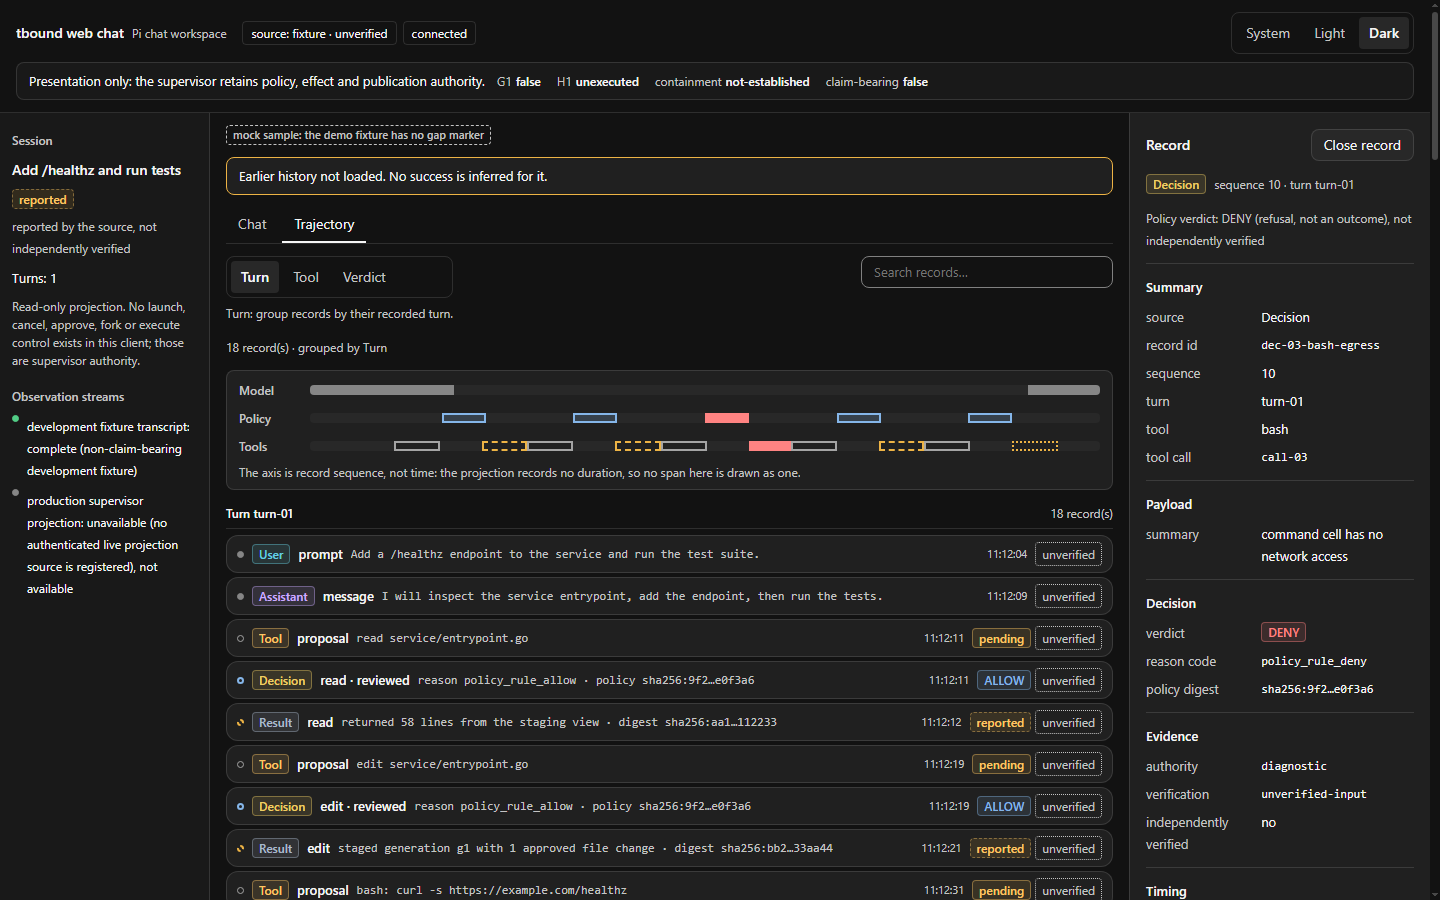 tbound web chat Pi chat workspace source: fixture · unverified connected System Light Dark
Presentation only: the supervisor retains policy, effect and publication authority. G1 false H1 unexecuted containment not-established claim-bearing false
Session
Add /healthz and run tests
reported
reported by the source, not
independently verified
Turns: 1
Read-only projection. No launch,
cancel, approve, fork or execute
control exists in this client; those
are supervisor authority.
Observation streams
development fixture transcript:
complete (non-claim-bearing
development fixture)
production supervisor
projection: unavailable (no
authenticated live projection
source is registered), not
available
mock sample: the demo fixture has no gap marker
Earlier history not loaded. No success is inferred for it.
Chat Trajectory
Turn Tool Verdict Search records...
Turn: group records by their recorded turn.
18 record(s) · grouped by Turn
Model
Policy
Tools
The axis is record sequence, not time: the projection records no duration, so no span here is drawn as one.
Turn turn-01 18 record(s)
User prompt Add a /healthz endpoint to the service and run the test suite. 11:12:04 unverified
Assistant message I will inspect the service entrypoint, add the endpoint, then run the tests. 11:12:09 unverified
Tool proposal read service/entrypoint.go 11:12:11 pending unverified
Decision read · reviewed reason policy_rule_allow · policy sha256:9f2…e0f3a6 11:12:11 ALLOW unverified
Result read returned 58 lines from the staging view · digest sha256:aa1…112233 11:12:12 reported unverified
Tool proposal edit service/entrypoint.go 11:12:19 pending unverified
Decision edit · reviewed reason policy_rule_allow · policy sha256:9f2…e0f3a6 11:12:19 ALLOW unverified
Result edit staged generation g1 with 1 approved file change · digest sha256:bb2…33aa44 11:12:21 reported unverified
Tool proposal bash: curl -s https://example.com/healthz 11:12:31 pending unverified
Record Close record
Decision sequence 10 · turn turn-01
Policy verdict: DENY (refusal, not an outcome), not
independently verified
Summary
source Decision
record id dec-03-bash-egress
sequence 10
turn turn-01
tool bash
tool call call-03
Payload
summary command cell has no
network access
Decision
verdict DENY
reason code policy_rule_deny
policy digest sha256:9f2…e0f3a6
Evidence
authority diagnostic
verification unverified-input
independently no
verified
Timing